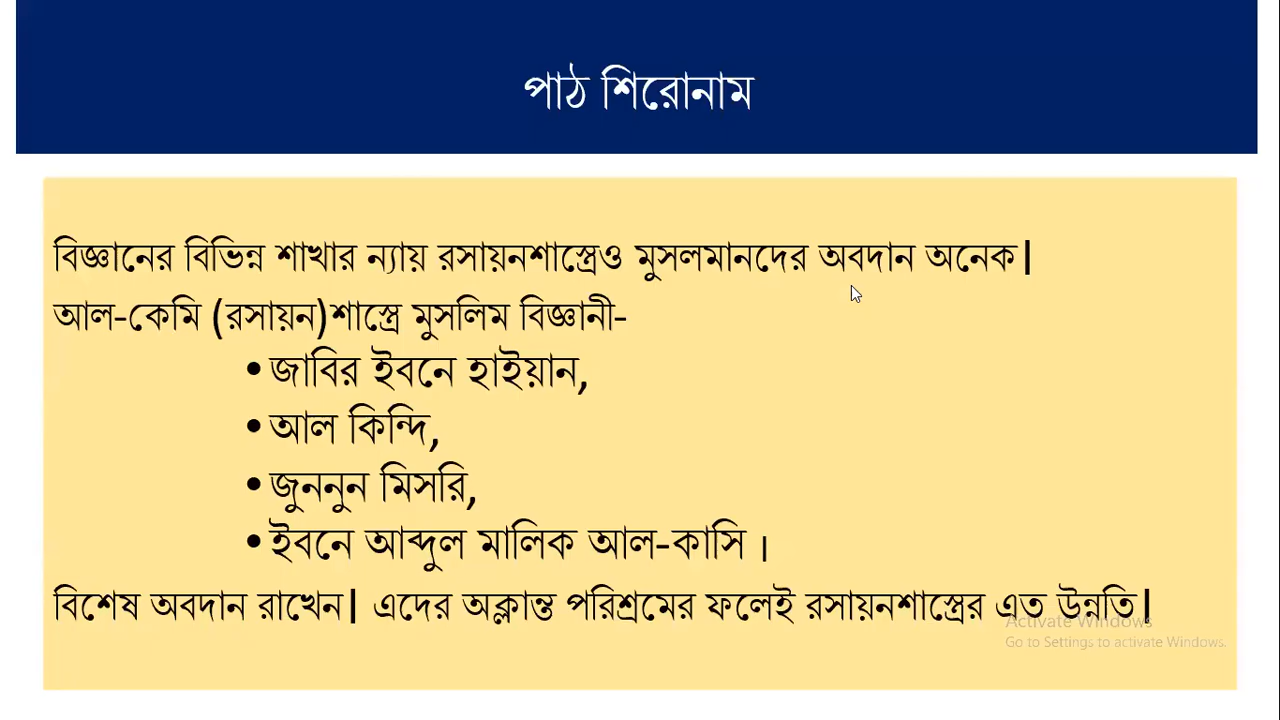 পাঠ শিরোনাম
বিজ্ঞানের বিভিন্ন শাখার ন্যায় রসায়নশাস্ত্রেও মুসলমানদের অবদান অনেক|
আল-কেমি (রসায়ন)শাস্ত্রে মুসলিম বিজ্ঞানী-
•জাবির ইবনে হাইয়ান,
•আল কিন্দি,
•জুননুন মিসরি,
•ইবনে আব্দুল মালিক আল-কাসি ।
বিশেষ অবদান রাখেন| এদের অক্লান্ত পরিশ্রমের ফলেই রসায়নশাস্ত্রের এত উন্নতি|
Activate Windows
Go to Settings to activate Windows.